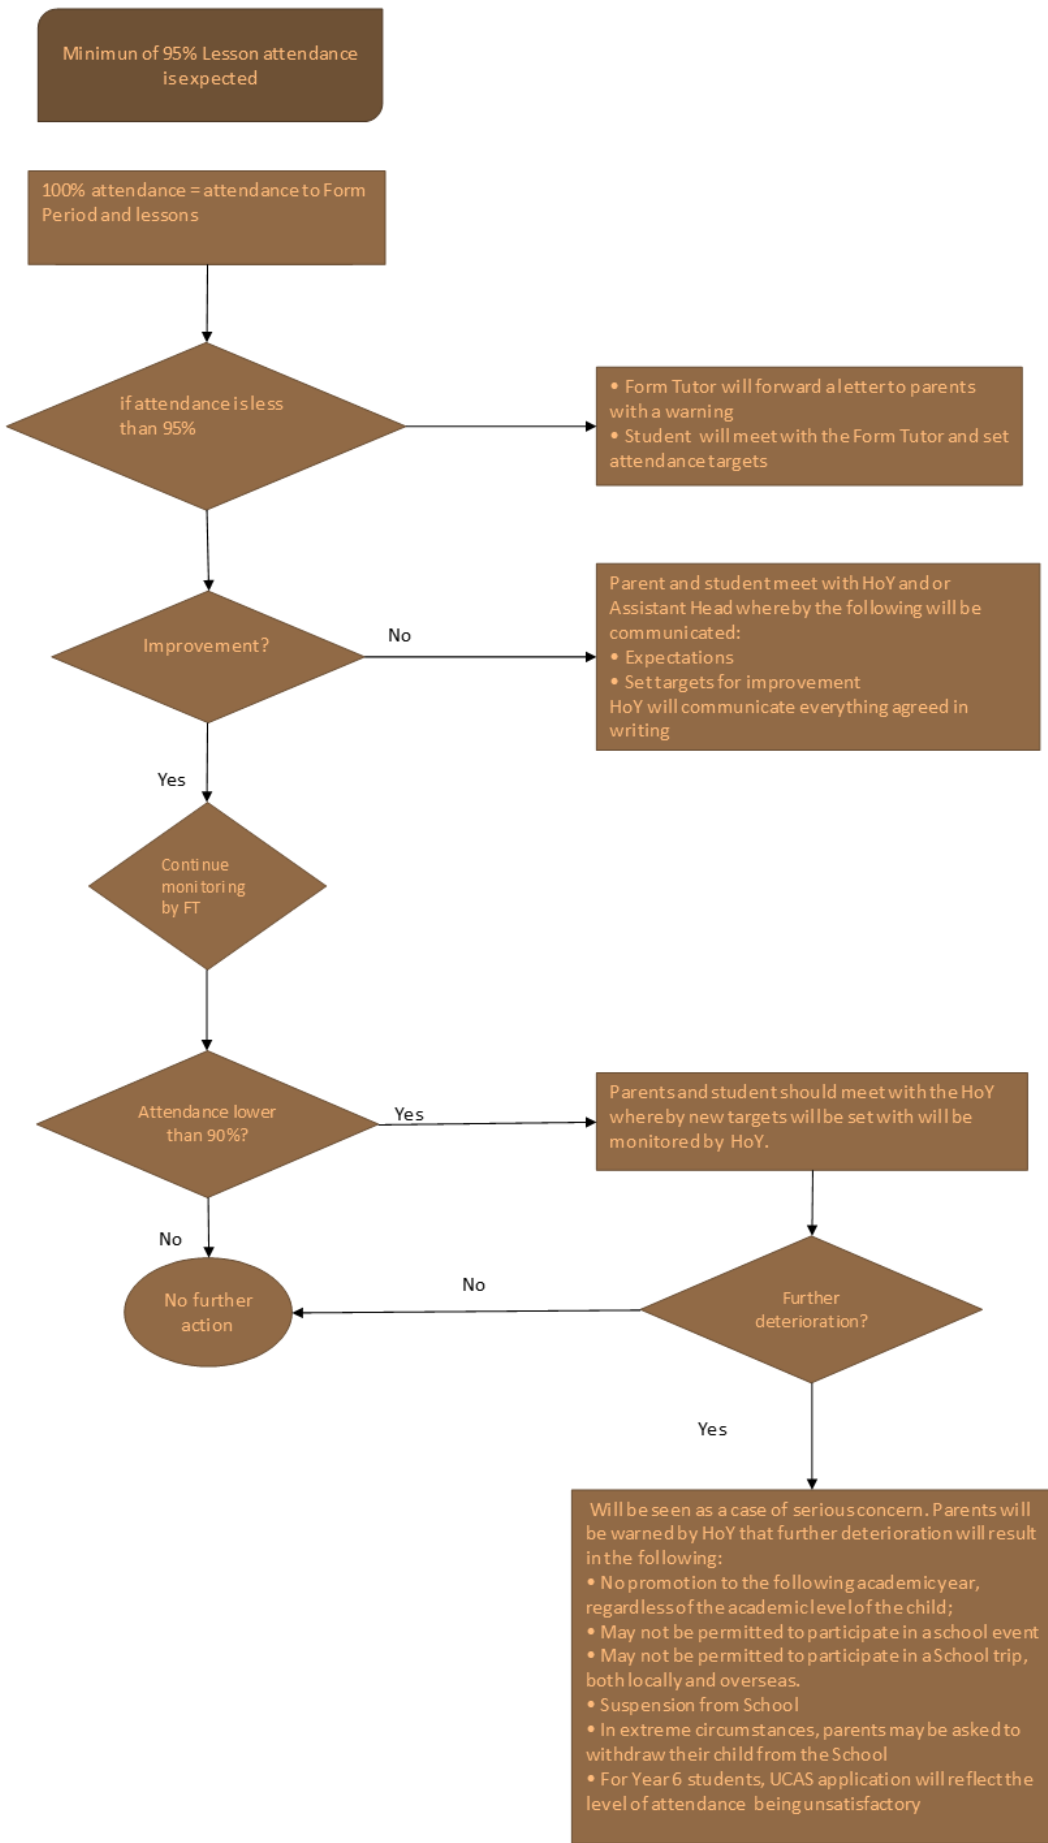 Minimun of 95% Lesson attendance
is expected
100% attendance = attendance to Form
Period and lessons
if attendance is less
than 95%
• Form Tutor will forward a letter to parents
with a warning
• Student will meet with the Form Tutor and set
attendance targets
Improvement?
No
Parent and student meet with HoY and or
Assistant Head whereby the following will be
communicated:
• Expectations
• Set targets for improvement
HoY will communicate everything agreed in
writing
Yes
Continue
monitoring
by FT
Attendance lower
than 90%?
Yes
Parents and student should meet with the HoY
whereby new targets will be set with will be
monitored by HoY.
No
No further
action
No
Further
deterioration?
Yes
Will be seen as a case of serious concern. Parents will
be warned by HoY that further deterioration will result
in the following:
• No promotion to the following academic year,
regardless of the academic level of the child;
• May not be permitted to participate in a school event
• May not be permitted to participate in a School trip,
both locally and overseas.
• Suspension from School
• In extreme circumstances, parents may be asked to
withdraw their child from the School
• For Year 6 students, UCAS application will reflect the
level of attendance being unsatisfactory